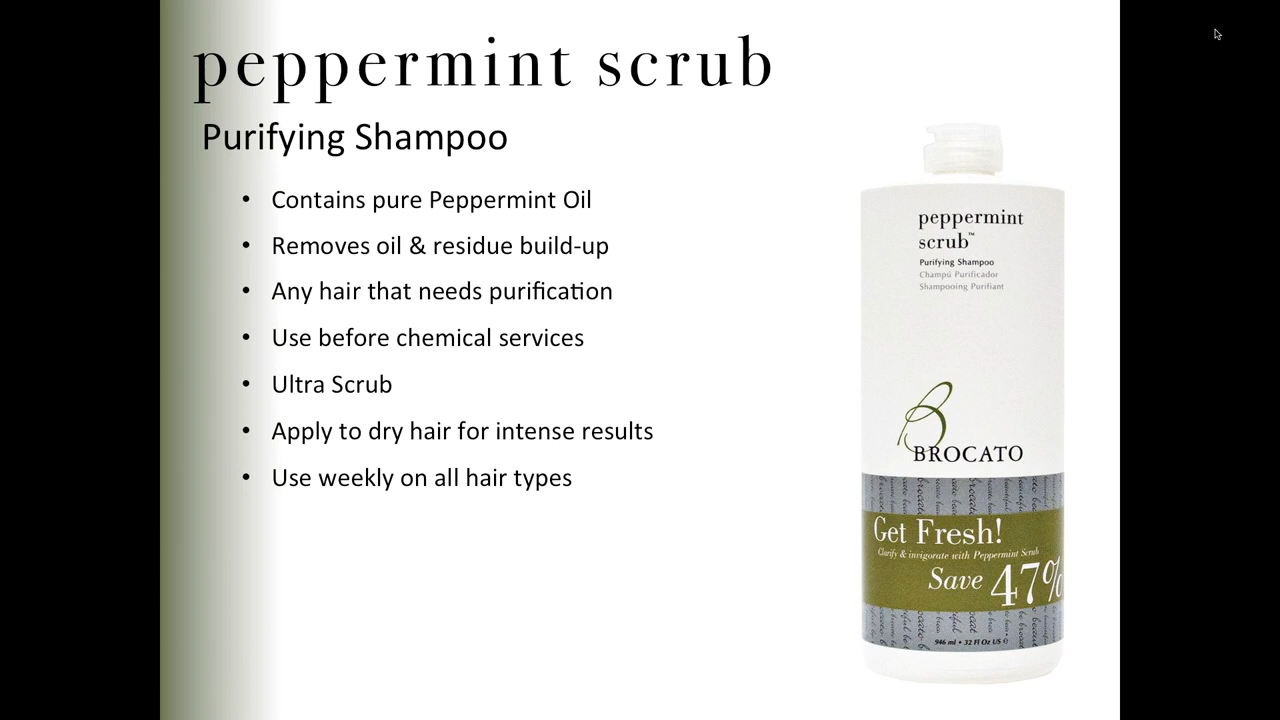 peppermint scrub
Purifying Shampoo
• Contains pure Peppermint Oil
• Removes oil & residue build-up
• Any hair that needs purification
• Use before chemical services
• Ultra Scrub
• Apply to dry hair for intense results
• Use weekly on all hair types
peppermint
scrub™
Purifying Shampoo
Champú Purificador
Shampooing Purifiant
B
BROCATO
Get Fresh!
Clarify & invigorate with Peppermint Scrub
Save 47%
946 ml • 32 Fl Oz US